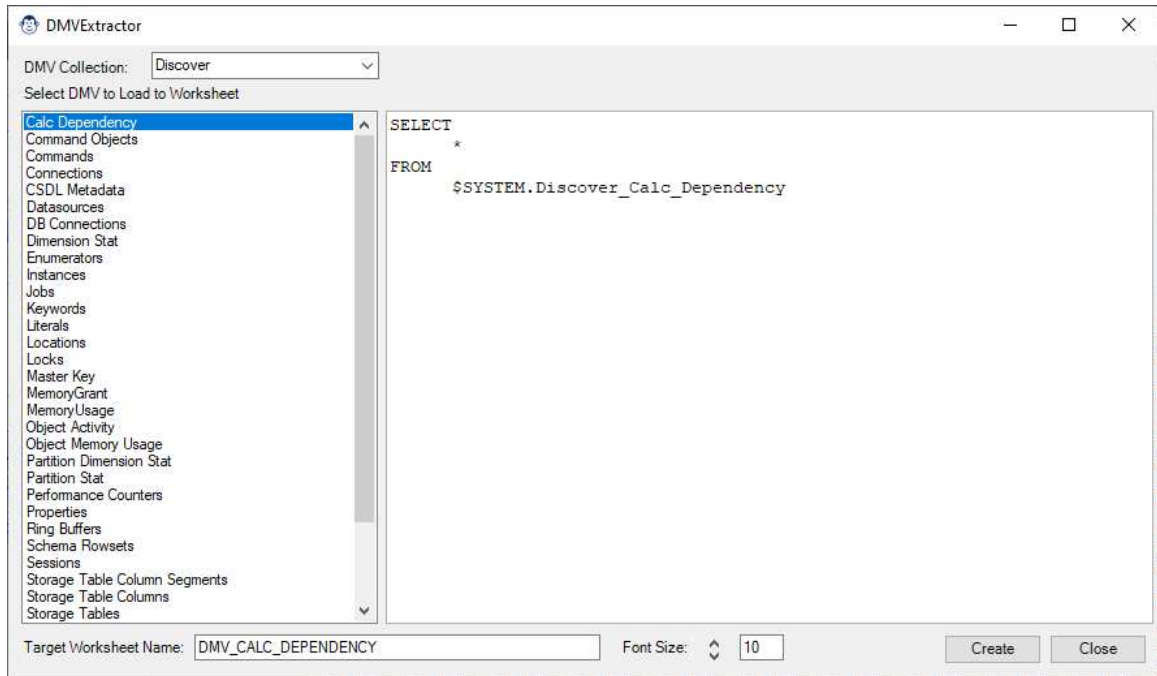 DMVExtractor
DMV Collection: Discover
Select DMV to Load to Worksheet
Calc Dependency
Command Objects
Commands
Connections
CSDL Metadata
Datasources
DB Connections
Dimension Stat
Enumerators
Instances
Jobs
Keywords
Literals
Locations
Locks
Master Key
MemoryGrant
MemoryUsage
Object Activity
Object Memory Usage
Partition Dimension Stat
Partition Stat
Performance Counters
Properties
Ring Buffers
Schema Rowsets
Sessions
Storage Table Column Segments
Storage Table Columns
Storage Tables
SELECT
*
FROM
$SYSTEM.Discover_Calc_Dependency
Target Worksheet Name: DMV_CALC_DEPENDENCY Font Size: 10 Create Close